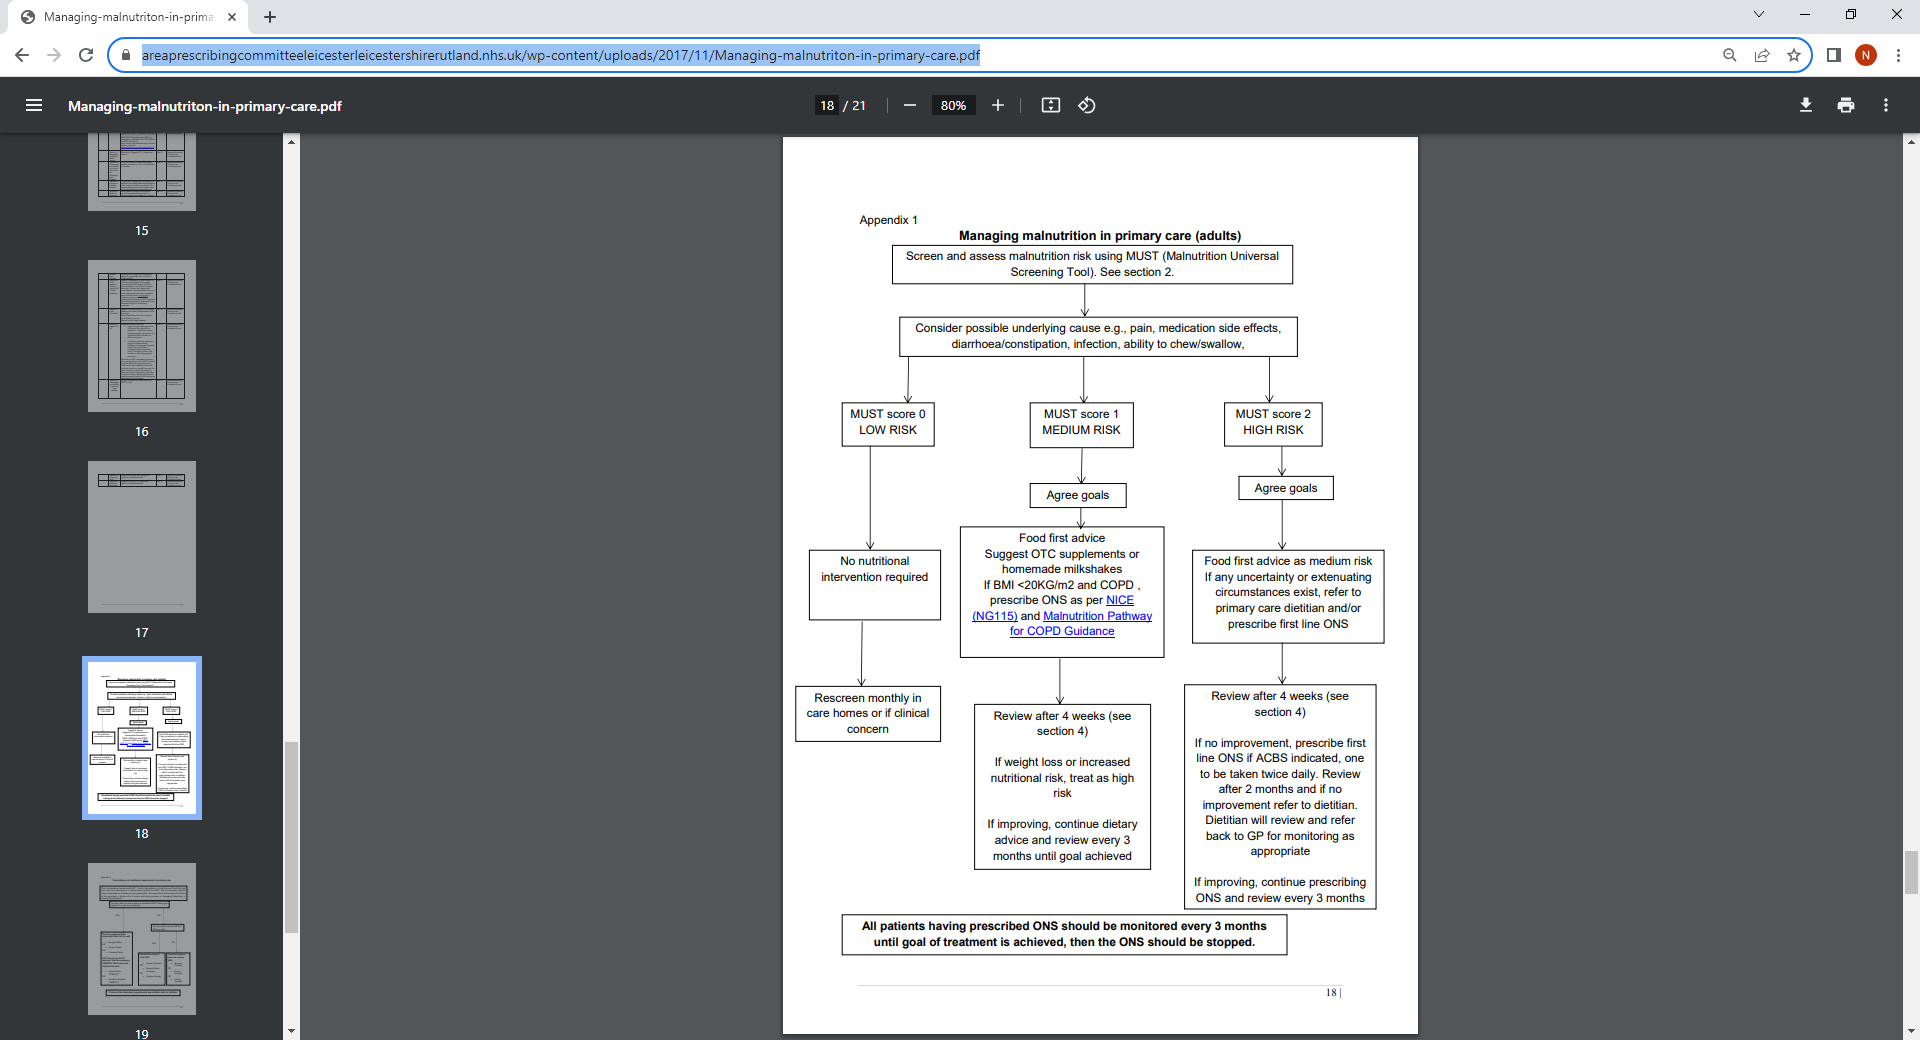 Managing-malnutriton-in-prima
areaprescribingcommitteeleicesterleicestershirerutland.nhs.uk/wp-content/uploads/2017/11/Managing-malnutriton-in-primary-care.pdf
N
Managing-malnutriton-in-primary-care.pdf
18 / 21
80%
15
16
17
18
19
Appendix 1
Managing malnutrition in primary care (adults)
Screen and assess malnutrition risk using MUST (Malnutrition Universal
Screening Tool). See section 2.
Consider possible underlying cause e.g., pain, medication side effects,
diarrhoea/constipation, infection, ability to chew/swallow,
MUST score 0
LOW RISK
No nutritional
intervention required
Rescreen monthly in
care homes or if clinical
concern
MUST score 1
MEDIUM RISK
Agree goals
Food first advice
Suggest OTC supplements or
homemade milkshakes
If BMI <20KG/m2 and COPD ,
prescribe ONS as per NICE
(NG115) and Malnutrition Pathway
for COPD Guidance
Review after 4 weeks (see
section 4)
If weight loss or increased
nutritional risk, treat as high
risk
If improving, continue dietary
advice and review every 3
months until goal achieved
MUST score 2
HIGH RISK
Agree goals
Food first advice as medium risk
If any uncertainty or extenuating
circumstances exist, refer to
primary care dietitian and/or
prescribe first line ONS
Review after 4 weeks (see
section 4)
If no improvement, prescribe first
line ONS if ACBS indicated, one
to be taken twice daily. Review
after 2 months and if no
improvement refer to dietitian.
Dietitian will review and refer
back to GP for monitoring as
appropriate
If improving, continue prescribing
ONS and review every 3 months
All patients having prescribed ONS should be monitored every 3 months
until goal of treatment is achieved, then the ONS should be stopped.
18 |